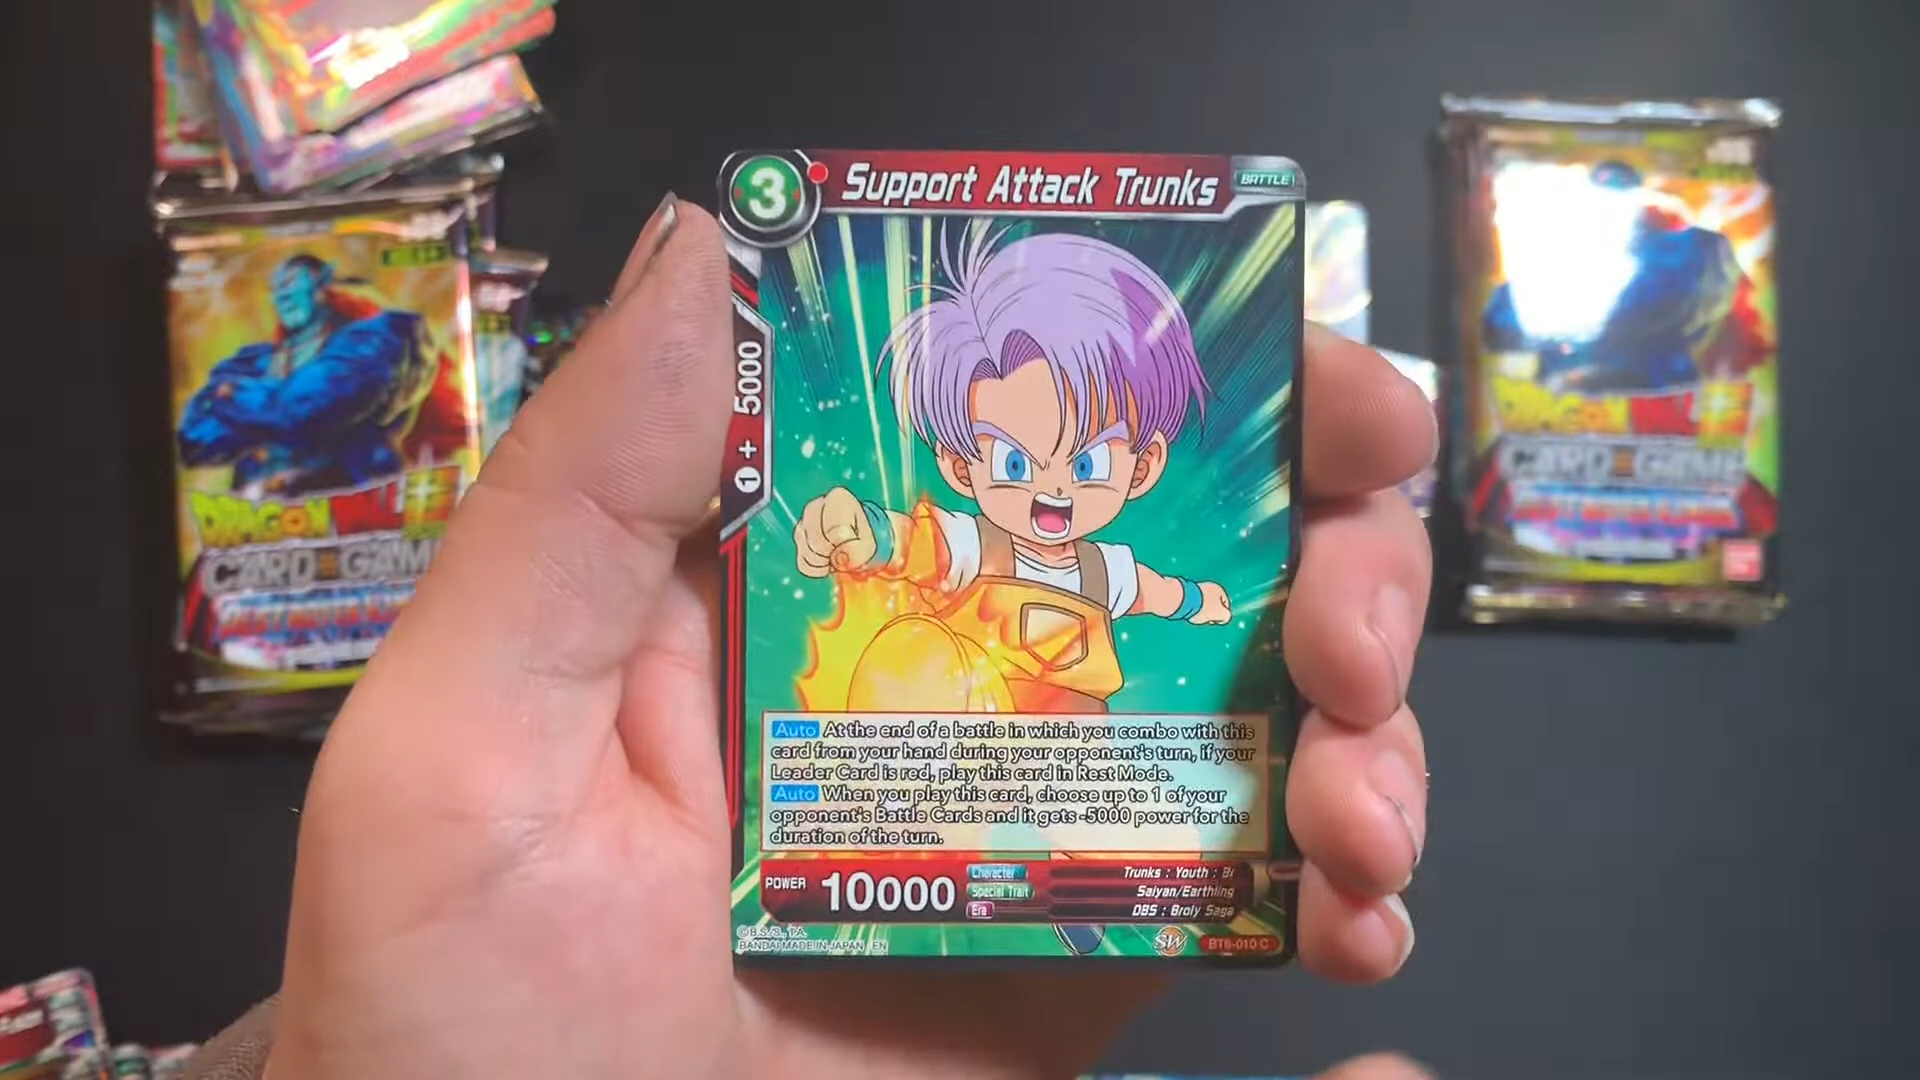 3
Support Attack Trunks
BATTLE
1 + 5000
Auto At the end of a battle in which you combo with this
card from your hand during your opponent's turn, if your
Leader Card is red, play this card in Rest Mode.
Auto When you play this card, choose up to 1 of your
opponent's Battle Cards and it gets -5000 power for the
duration of the turn.
POWER
10000
Character
Trunks : Youth : Br
Special Trait
Saiyan/Earthling
Era
DBS : Broly Saga
©B.S./S., T.A.
BANDAI MADE IN JAPAN EN
SW
BT6-010 C
DRAGON BALL
CARD GAME
DRAGON BALL
CARD GAME